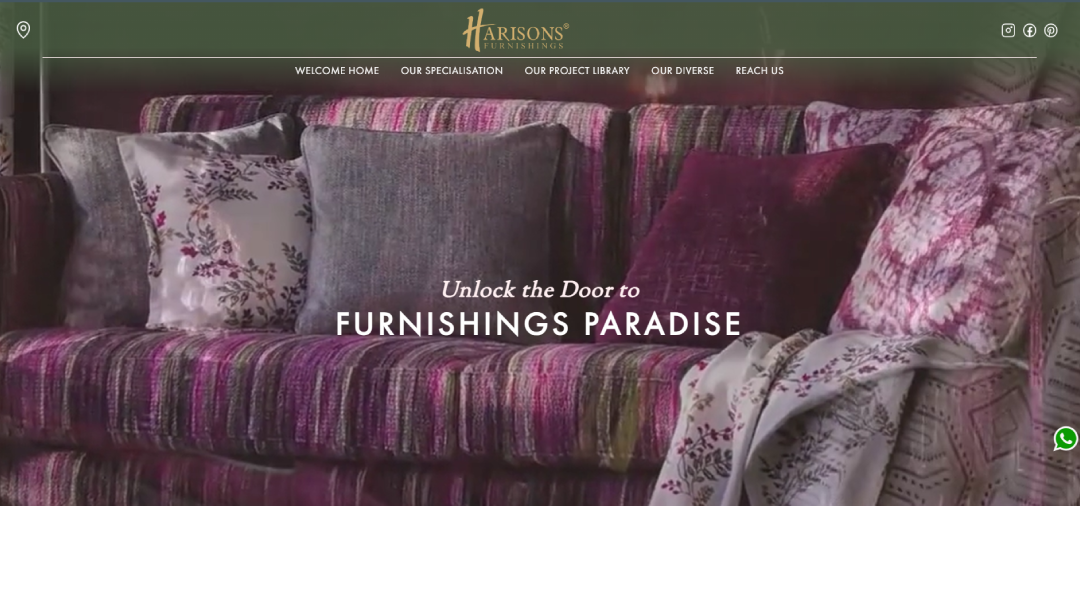 HARISONS®
FURNISHINGS
WELCOME HOME
OUR SPECIALISATION
OUR PROJECT LIBRARY
OUR DIVERSE
REACH US
Unlock the Door to
FURNISHINGS PARADISE